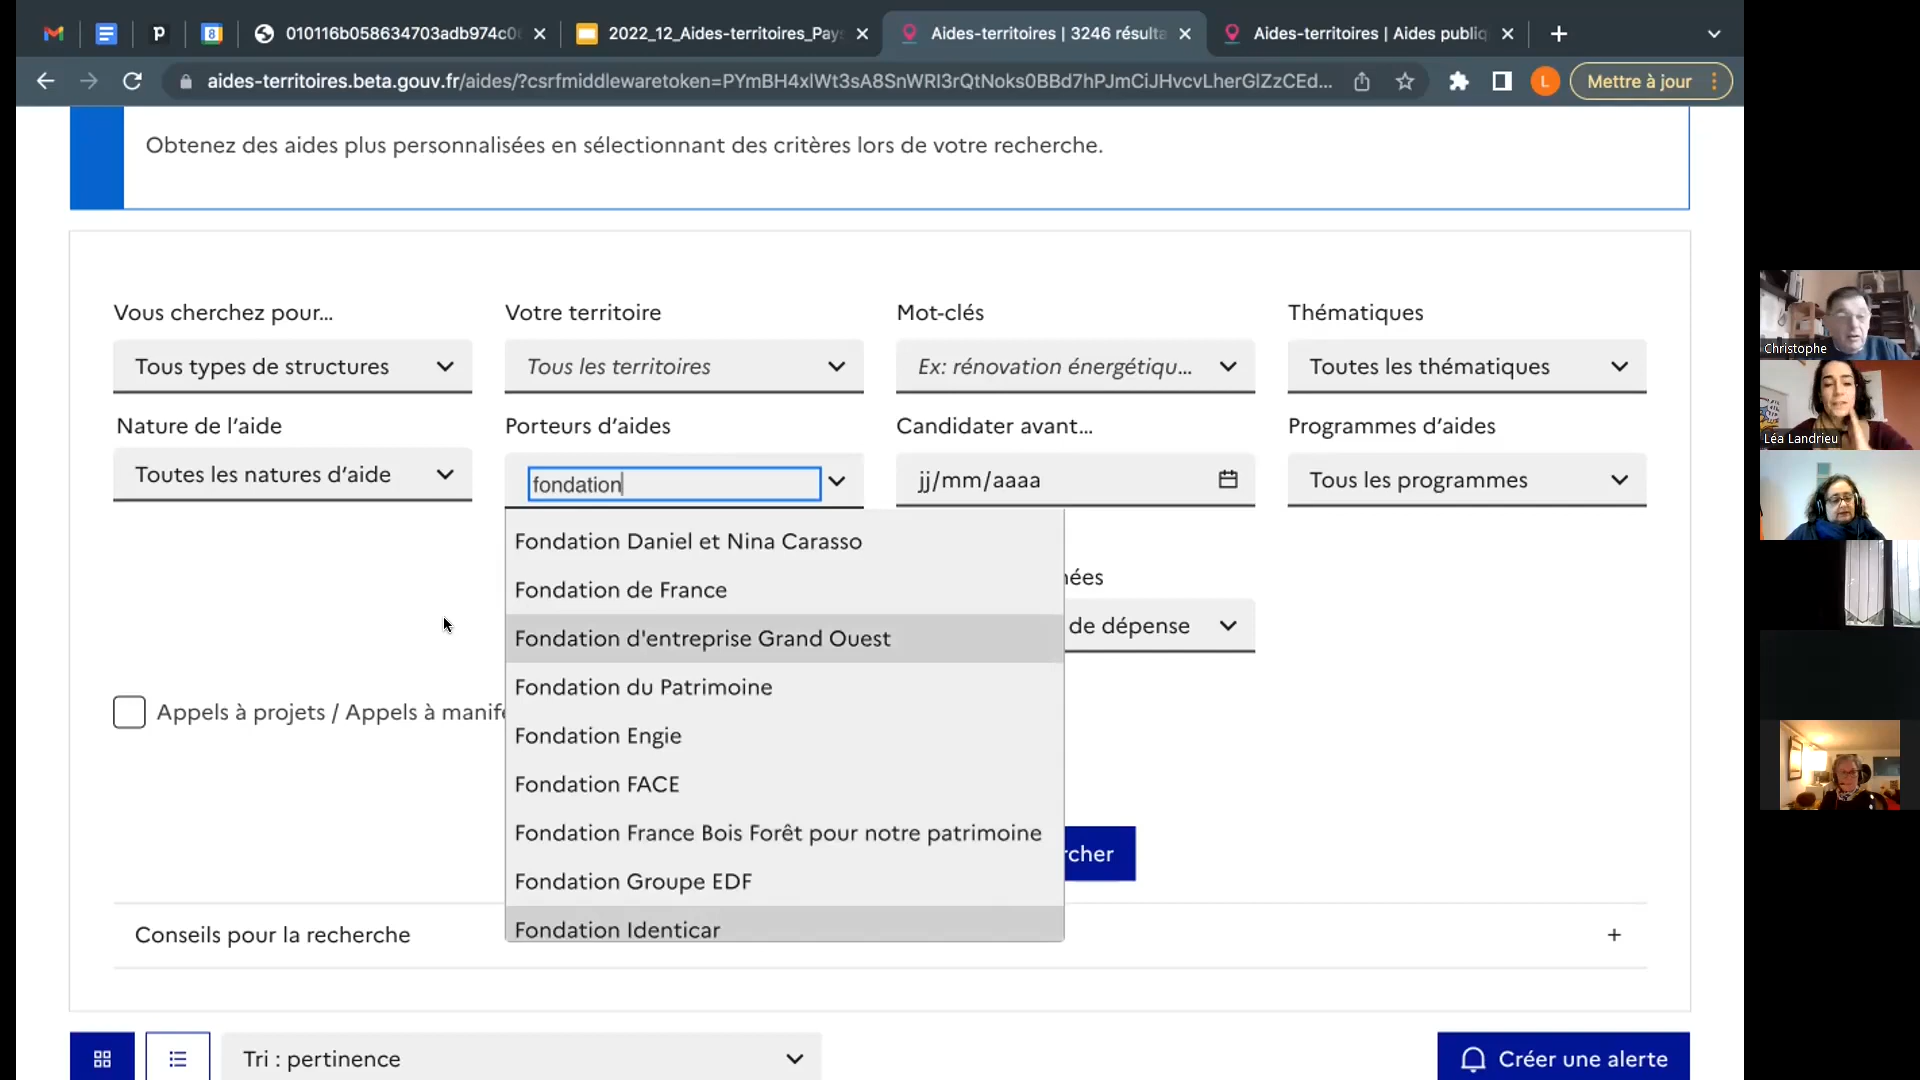 010116b058634703adb974c0
2022_12_Aides-territoires_Pay
Aides-territoires | 3246 résulta
Aides-territoires | Aides publiq
aides-territoires.beta.gouv.fr/aides/?csrfmiddlewaretoken=PYmBH4xlWt3sA8SnWRI3rQtNoks0BBd7hPJmCiJHvcvLherGlZzCEd...
L
Mettre à jour
Obtenez des aides plus personnalisées en sélectionnant des critères lors de votre recherche.
Vous cherchez pour...
Votre territoire
Mot-clés
Thématiques
Tous types de structures
Tous les territoires
Ex: rénovation énergétiqu...
Toutes les thématiques
Nature de l'aide
Porteurs d'aides
Candidater avant...
Programmes d'aides
Toutes les natures d'aide
fondation
jj/mm/aaaa
Tous les programmes
Fondation Daniel et Nina Carasso
Fondation de France
Fondation d'entreprise Grand Ouest
Fondation du Patrimoine
Fondation Engie
Fondation FACE
Fondation France Bois Forêt pour notre patrimoine
Fondation Groupe EDF
Fondation Identicar
nées
de dépense
Appels à projets / Appels à manife
rcher
Conseils pour la recherche
+
Tri : pertinence
Créer une alerte
Christophe
Léa Landrieu